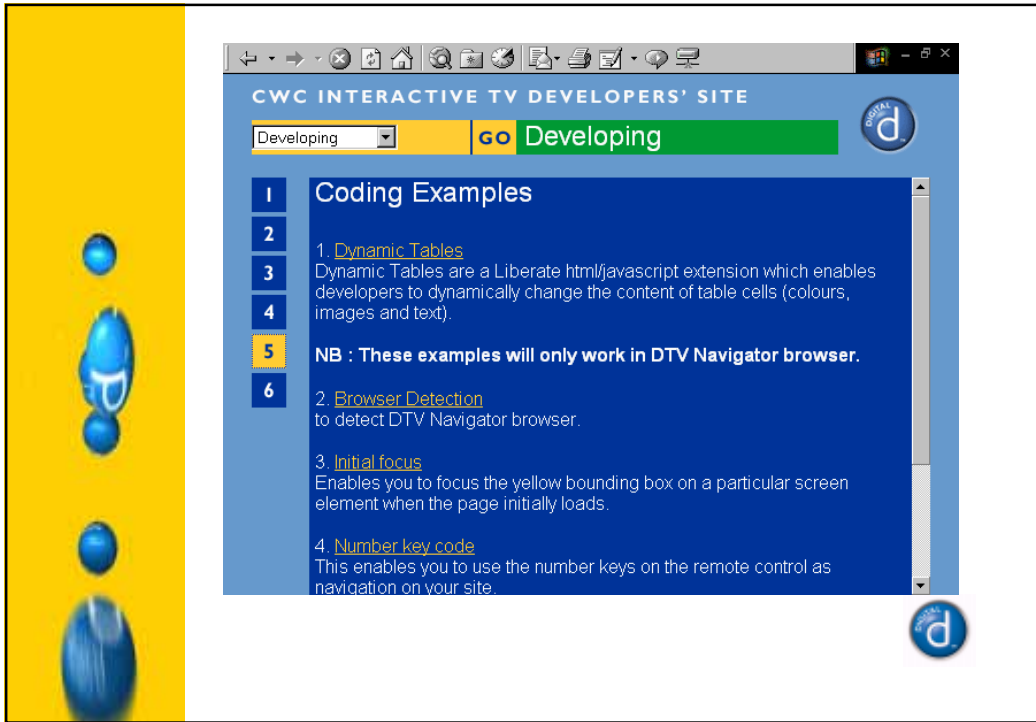 CWC INTERACTIVE TV DEVELOPERS' SITE
Developing
GO Developing
DIGITAL d
1
2
3
4
5
6
Coding Examples
1. Dynamic Tables
Dynamic Tables are a Liberate html/javascript extension which enables
developers to dynamically change the content of table cells (colours,
images and text).
NB : These examples will only work in DTV Navigator browser.
2. Browser Detection
to detect DTV Navigator browser.
3. Initial focus
Enables you to focus the yellow bounding box on a particular screen
element when the page initially loads.
4. Number key code
This enables you to use the number keys on the remote control as
navigation on your site.
DIGITAL d